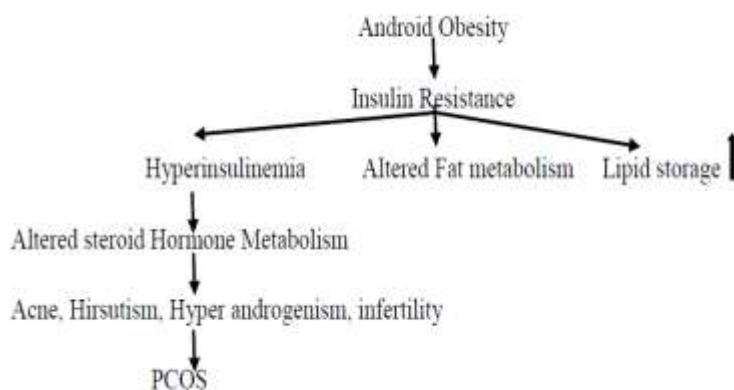 Android Obesity
Insulin Resistance
Hyperinsulinemia Altered Fat metabolism Lipid storage
Altered steroid Hormone Metabolism
Acne, Hirsutism, Hyper androgenism, infertility
PCOS